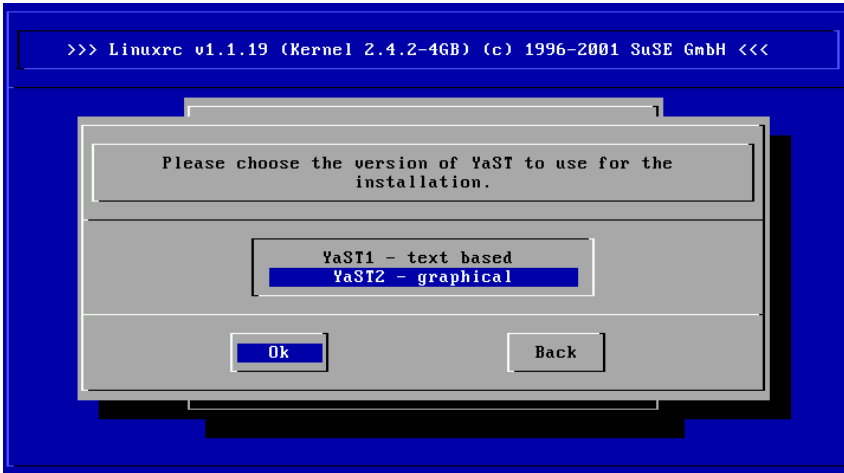 >>> Linuxrc v1.1.19 (Kernel 2.4.2-4GB) (c) 1996-2001 SuSE GmbH <<<
Please choose the version of YaST to use for the
installation.
YaST1 - text based
YaST2 - graphical
Ok
Back